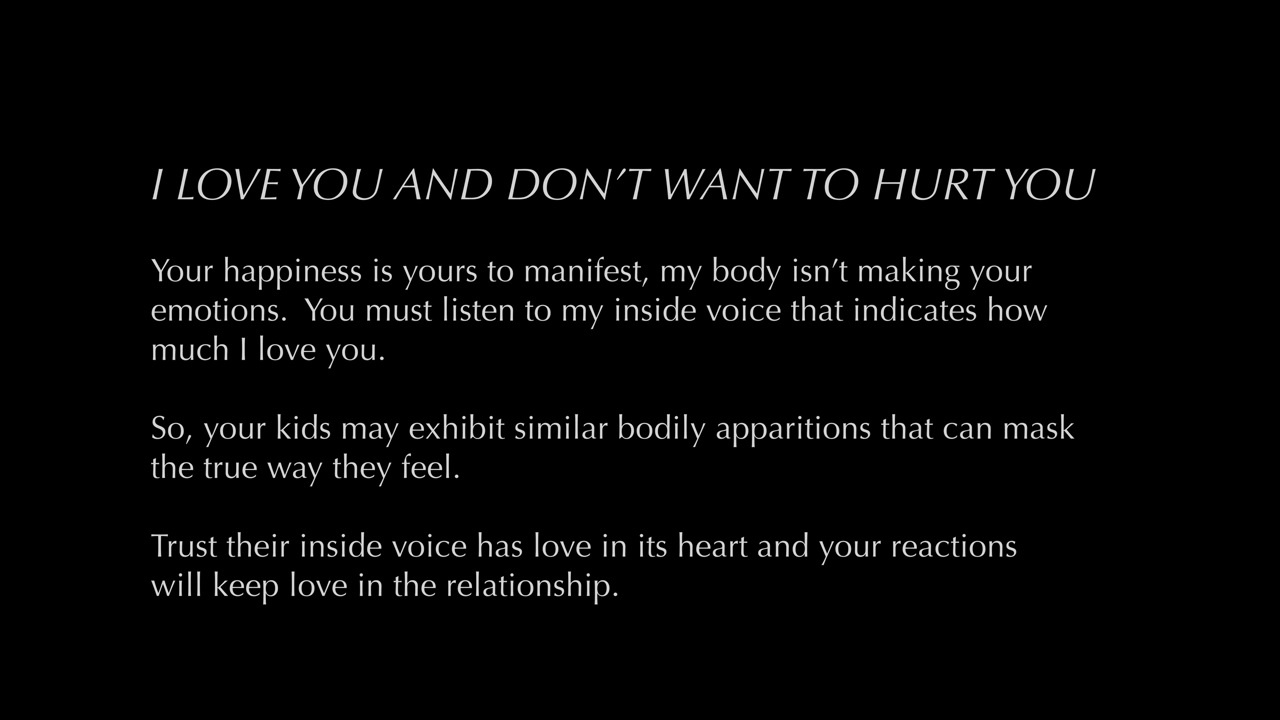 I LOVE YOU AND DON’T WANT TO HURT YOU
Your happiness is yours to manifest, my body isn’t making your
emotions.  You must listen to my inside voice that indicates how
much I love you.
So, your kids may exhibit similar bodily apparitions that can mask
the true way they feel.
Trust their inside voice has love in its heart and your reactions
will keep love in the relationship.